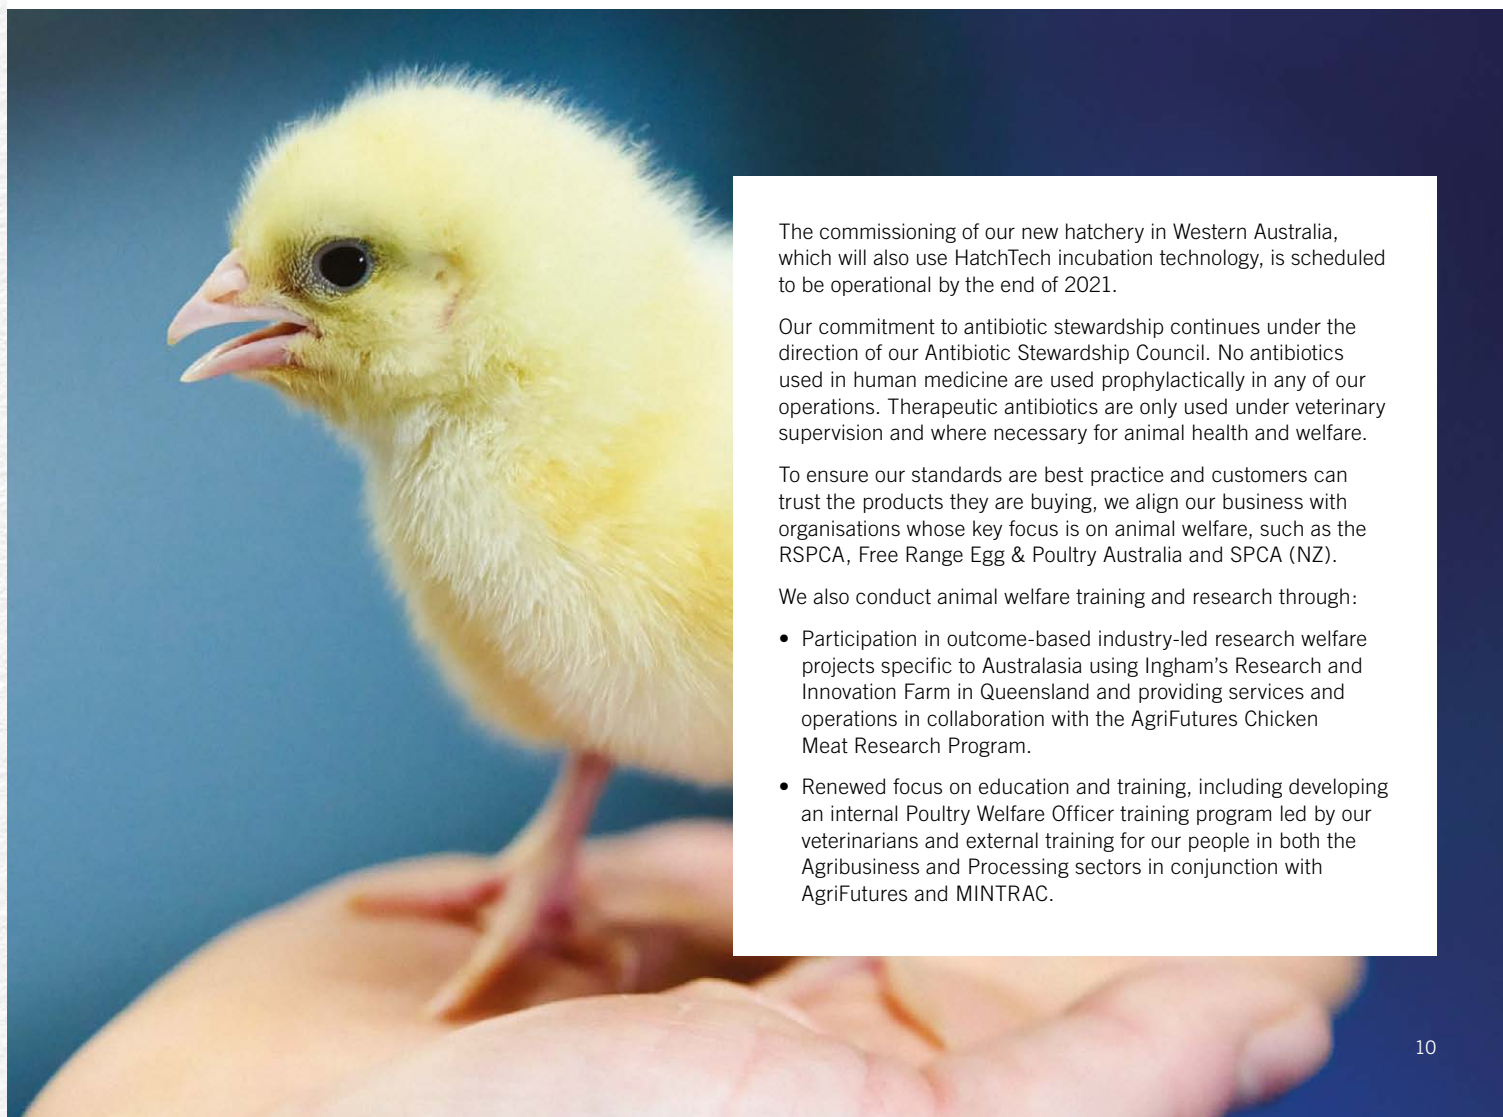 The commissioning of our new hatchery in Western Australia,
which will also use HatchTech incubation technology, is scheduled
to be operational by the end of 2021.
Our commitment to antibiotic stewardship continues under the
direction of our Antibiotic Stewardship Council. No antibiotics
used in human medicine are used prophylactically in any of our
operations. Therapeutic antibiotics are only used under veterinary
supervision and where necessary for animal health and welfare.
To ensure our standards are best practice and customers can
trust the products they are buying, we align our business with
organisations whose key focus is on animal welfare, such as the
RSPCA, Free Range Egg & Poultry Australia and SPCA (NZ).
We also conduct animal welfare training and research through:
• Participation in outcome-based industry-led research welfare
projects specific to Australasia using Ingham's Research and
Innovation Farm in Queensland and providing services and
operations in collaboration with the AgriFutures Chicken
Meat Research Program.
• Renewed focus on education and training, including developing
an internal Poultry Welfare Officer training program led by our
veterinarians and external training for our people in both the
Agribusiness and Processing sectors in conjunction with
AgriFutures and MINTRAC.
10